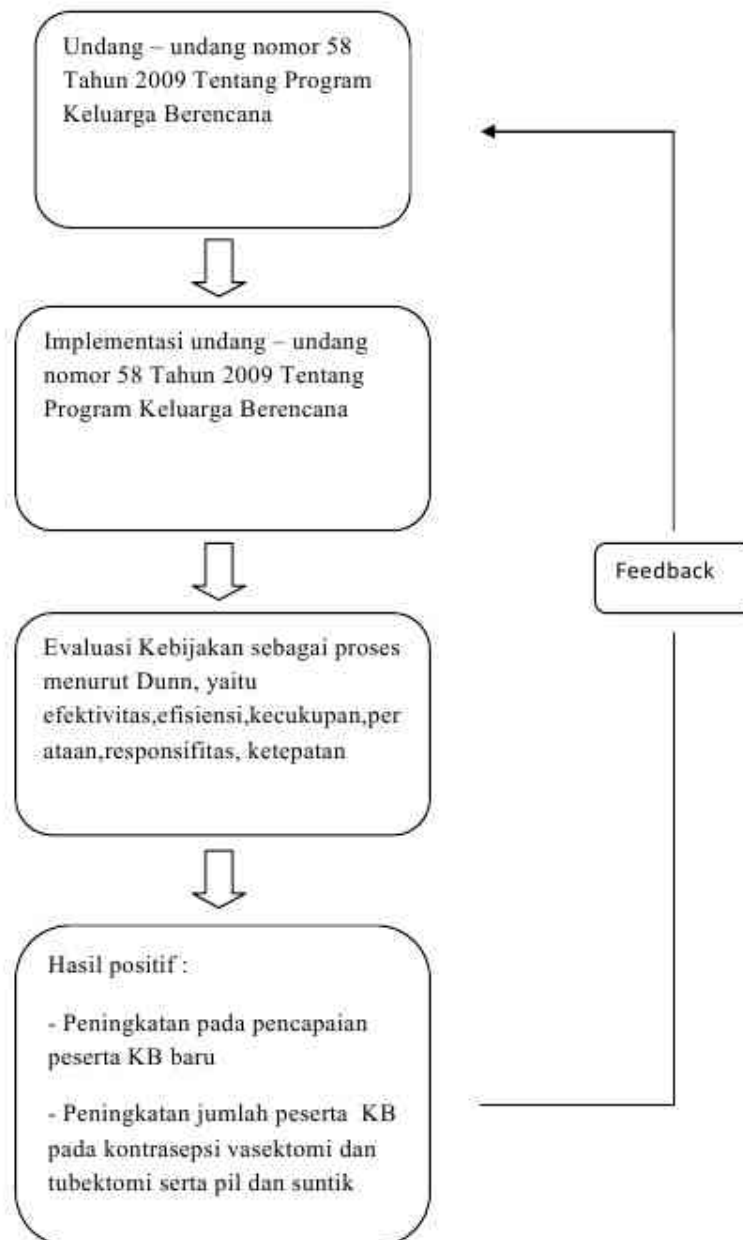 Undang – undang nomor 58
Tahun 2009 Tentang Program
Keluarga Berencana
Implementasi undang – undang
nomor 58 Tahun 2009 Tentang
Program Keluarga Berencana
Feedback
Evaluasi Kebijakan sebagai proses
menurut Dunn, yaitu
efektivitas,efisiensi,kecukupan,per
ataan,responsifitas, ketepatan
Hasil positif :
- Peningkatan pada pencapaian
peserta KB baru
- Peningkatan jumlah peserta KB
pada kontrasepsi vasektomi dan
tubektomi serta pil dan suntik